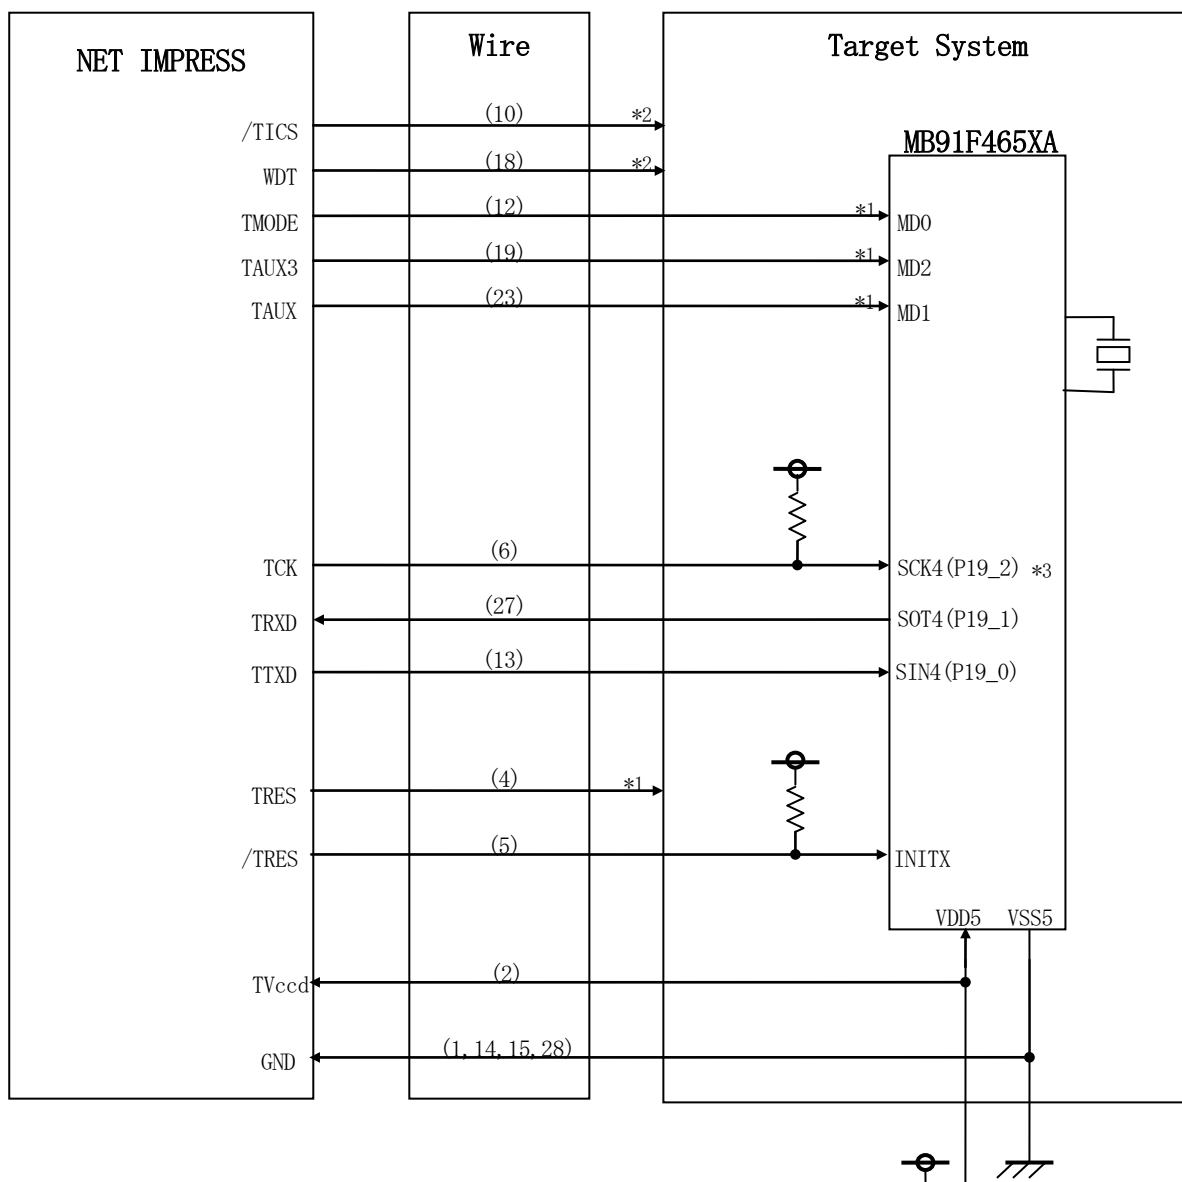 NET IMPRESS
Wire
Target System
/TICS (10) *2
WDT (18) *2
MB91F465XA
TMODE (12) *1 MD0
TAUX3 (19) *1 MD2
TAUX (23) *1 MD1
TCK (6) SCK4(P19_2) *3
TRXD (27) SOT4(P19_1)
TTXD (13) SIN4(P19_0)
TRES (4) *1
/TRES (5) INITX
VDD5 VSS5
TVccd (2)
GND (1,14,15,28)